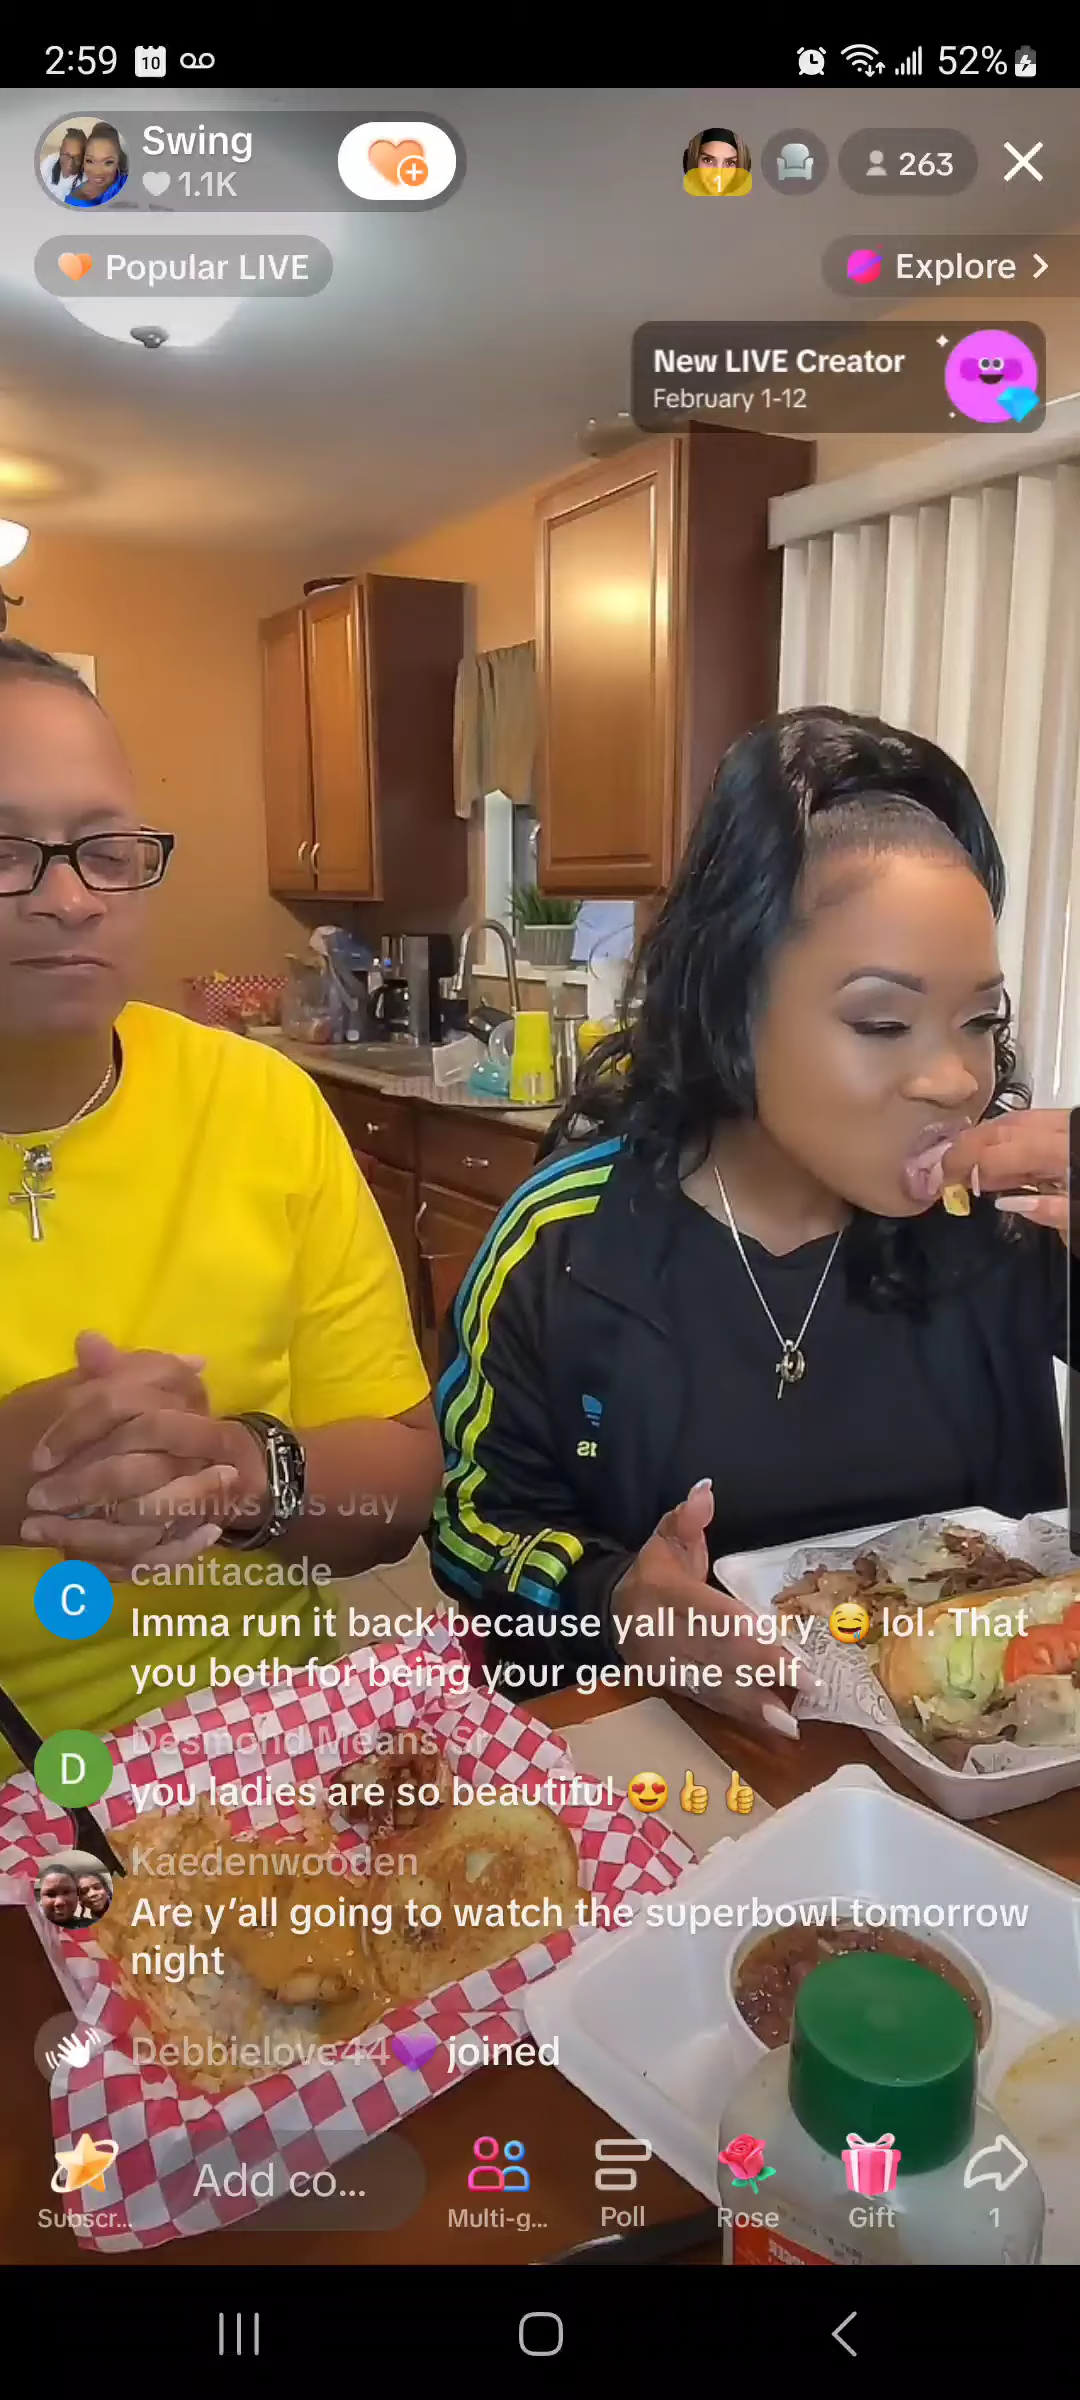 2:59
10
52%
Swing
1.1K
1
263
Popular LIVE
Explore
New LIVE Creator
February 1-12
Thanks Ms Jay
C
canitacade
Imma run it back because yall hungry 🤤 lol. That
you both for being your genuine self .
D
Desmond Means Sr
you ladies are so beautiful 😍👍👍
Kaedenwooden
Are y’all going to watch the superbowl tomorrow
night
Debbielove44💜 joined
Subscr...
Add co...
Multi-g...
Poll
Rose
Gift
1